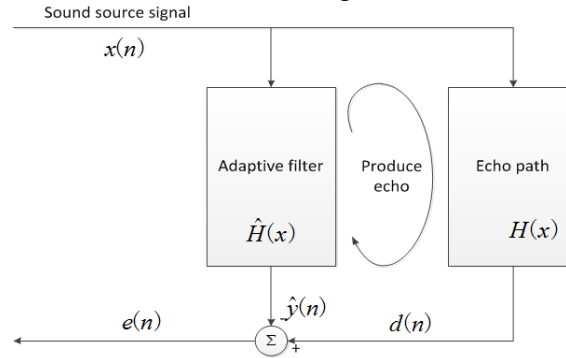 Sound source signal
x(n)
Adaptive filter
Produce
echo
Echo path
Ĥ(x)
H(x)
-ŷ(n)
e(n)
d(n)
Σ
+